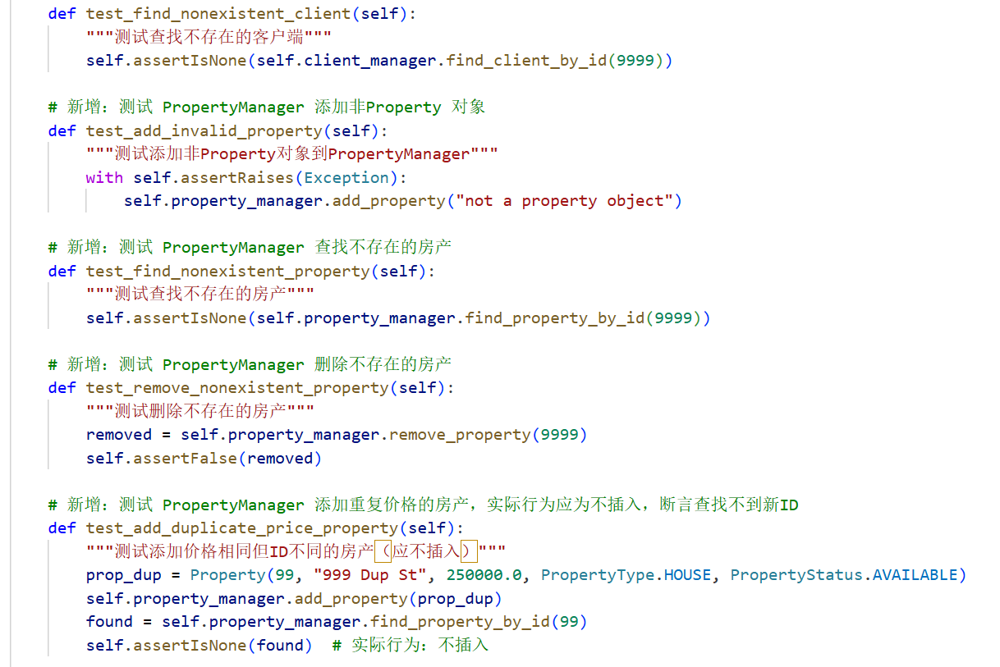 def test_find_nonexistent_client(self):
"""测试查找不存在的客户端"""
self.assertIsNone(self.client_manager.find_client_by_id(9999))
# 新增：测试 PropertyManager 添加非Property 对象
def test_add_invalid_property(self):
"""测试添加非Property对象到PropertyManager"""
with self.assertRaises(Exception):
self.property_manager.add_property("not a property object")
# 新增：测试 PropertyManager 查找不存在的房产
def test_find_nonexistent_property(self):
"""测试查找不存在的房产"""
self.assertIsNone(self.property_manager.find_property_by_id(9999))
# 新增：测试 PropertyManager 删除不存在的房产
def test_remove_nonexistent_property(self):
"""测试删除不存在的房产"""
removed = self.property_manager.remove_property(9999)
self.assertFalse(removed)
# 新增：测试 PropertyManager 添加重复价格的房产，实际行为应为不插入，断言查找不到新ID
def test_add_duplicate_price_property(self):
"""测试添加价格相同但ID不同的房产（应不插入）"""
prop_dup = Property(99, "999 Dup St", 250000.0, PropertyType.HOUSE, PropertyStatus.AVAILABLE)
self.property_manager.add_property(prop_dup)
found = self.property_manager.find_property_by_id(99)
self.assertIsNone(found)  # 实际行为：不插入